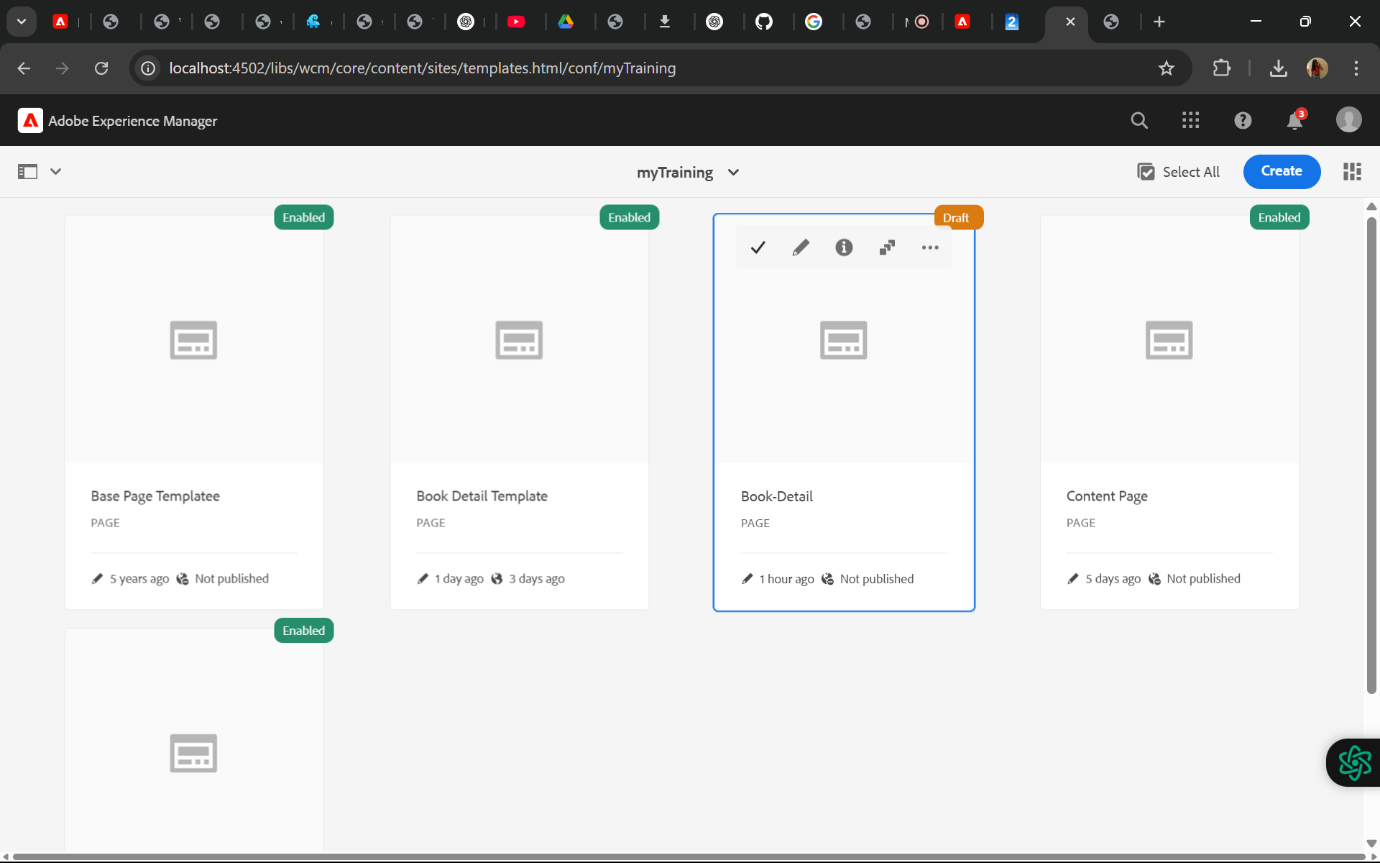 2
localhost:4502/libs/wcm/core/content/sites/templates.html/conf/myTraining
Adobe Experience Manager
3
myTraining
Select All
Create
Enabled
Enabled
Draft
Enabled
Base Page Templatee
Book Detail Template
Book-Detail
Content Page
PAGE
PAGE
PAGE
PAGE
5 years ago Not published
1 day ago 3 days ago
1 hour ago Not published
5 days ago Not published
Enabled